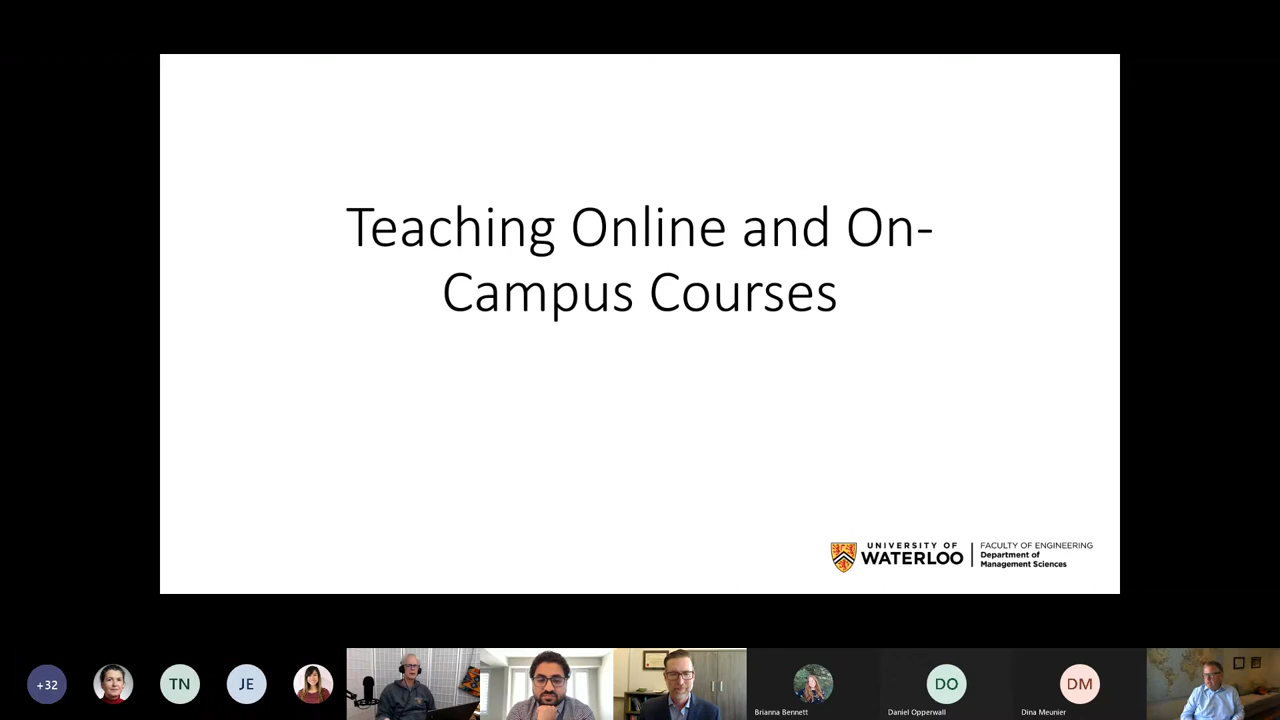 Teaching Online and On-
Campus Courses
UNIVERSITY OF
WATERLOO
FACULTY OF ENGINEERING
Department of
Management Sciences
+32
TN
JE
Brianna Bennett
DO
Daniel Opperwall
DM
Dina Meunier